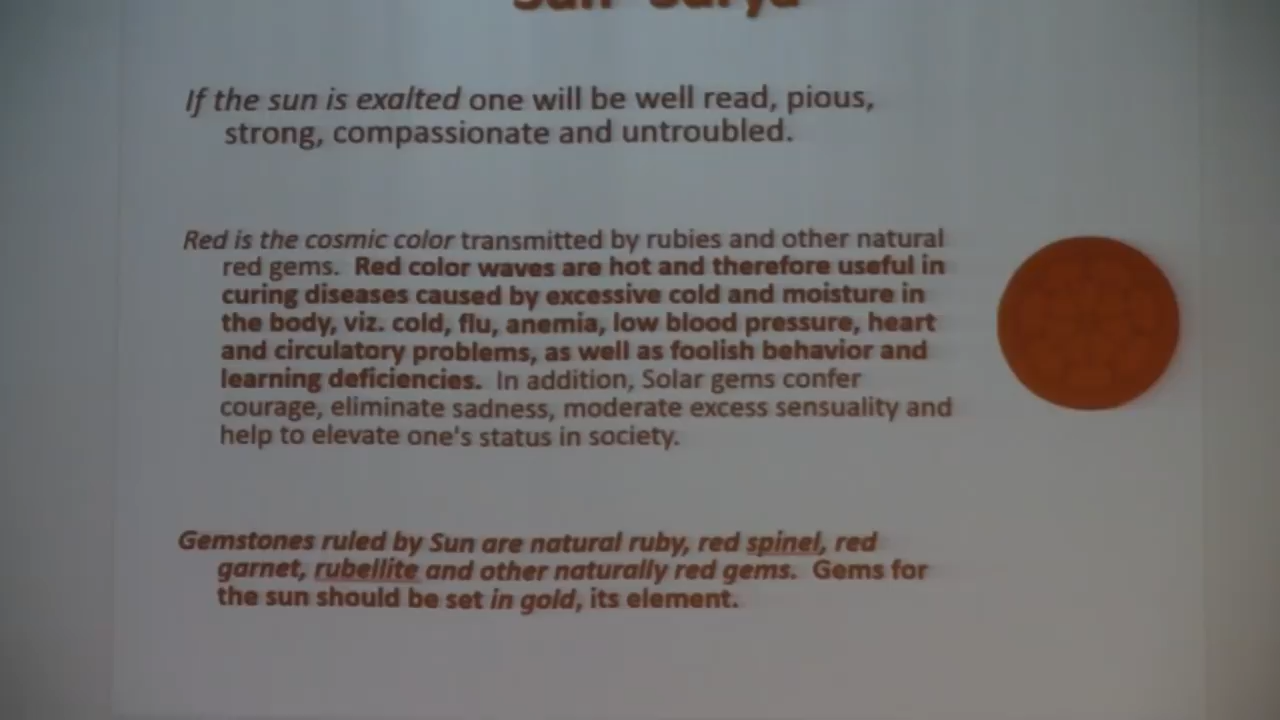 Sun Surya
If the sun is exalted one will be well read, pious,
strong, compassionate and untroubled.
Red is the cosmic color transmitted by rubies and other natural
red gems. Red color waves are hot and therefore useful in
curing diseases caused by excessive cold and moisture in
the body, viz. cold, flu, anemia, low blood pressure, heart
and circulatory problems, as well as foolish behavior and
learning deficiencies. In addition, Solar gems confer
courage, eliminate sadness, moderate excess sensuality and
help to elevate one's status in society.
Gemstones ruled by Sun are natural ruby, red spinel, red
garnet, rubellite and other naturally red gems. Gems for
the sun should be set in gold, its element.